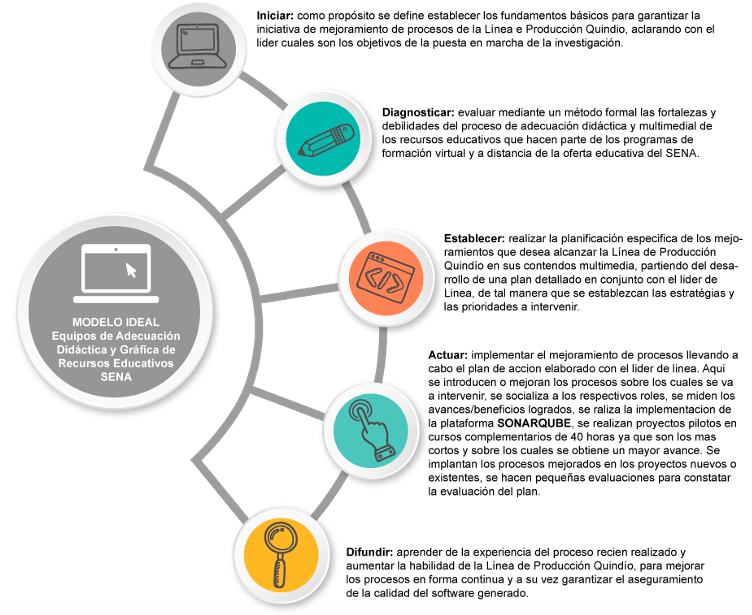 Iniciar: como propósito se define establecer los fundamentos básicos para garantizar la
iniciativa de mejoramiento de procesos de la Línea e Producción Quindio, aclarando con el
lider cuales son los objetivos de la puesta en marcha de la investigación.
Diagnosticar: evaluar mediante un método formal las fortalezas y
debilidades del proceso de adecuación didáctica y multimedial de
los recursos educativos que hacen parte de los programas de
formación virtual y a distancia de la oferta educativa del SENA.
Establecer: realizar la planificación especifica de los mejo-
ramientos que desea alcanzar la Línea de Producción
Quindío en sus contendos multimedia, partiendo del desa-
rrollo de una plan detallado en conjunto con el lider de
Linea, de tal manera que se establezcan las estratégias y
las prioridades a intervenir.
MODELO IDEAL
Equipos de Adecuación
Didáctica y Gráfica de
Recursos Educativos
SENA
Actuar: implementar el mejoramiento de procesos llevando a
cabo el plan de accion elaborado con el lider de linea. Aqui
se introducen o mejoran los procesos sobre los cuales se va
a intervenir, se socializa a los respectivos roles, se miden los
avances/beneficios logrados, se raliza la implementacion de
la plataforma SONARQUBE, se realizan proyectos pilotos en
cursos complementarios de 40 horas ya que son los mas
cortos y sobre los cuales se obtiene un mayor avance. Se
implantan los procesos mejorados en los proyectos nuevos o
existentes, se hacen pequeñas evaluaciones para constatar
la evaluación del plan.
Difundir: aprender de la experiencia del proceso recien realizado y
aumentar la habilidad de la Línea de Producción Quindío, para mejorar
los procesos en forma continua y a su vez garantizar el aseguramiento
de la calidad del software generado.